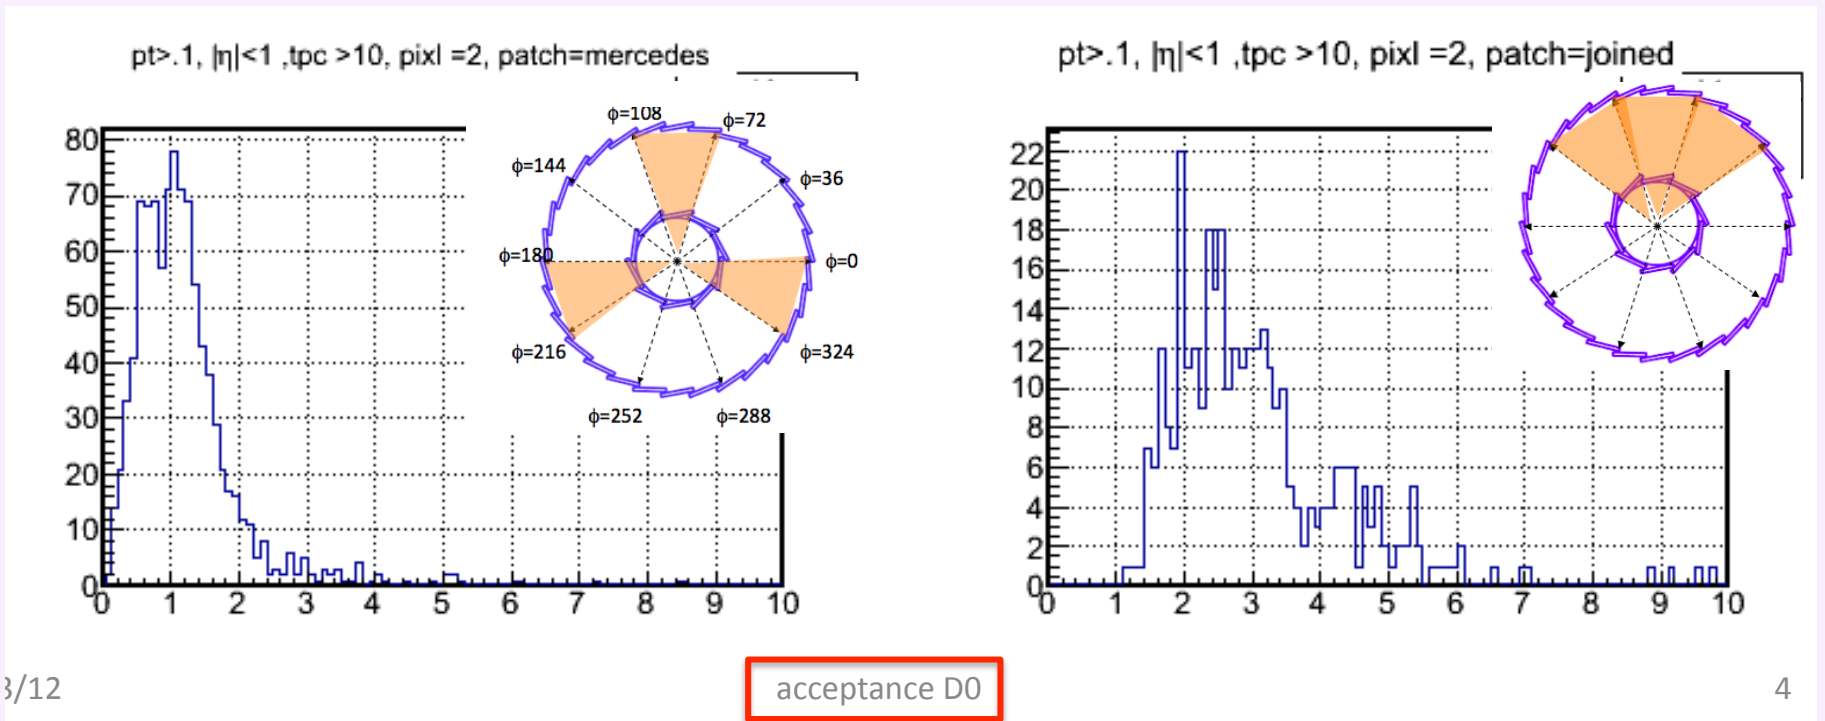 pt>.1, |η|<1 ,tpc >10, pixl =2, patch=mercedes
80
70
60
50
40
30
20
10
0
0 1 2 3 4 5 6 7 8 9 10
ϕ=108
ϕ=72
ϕ=144
ϕ=36
ϕ=180
ϕ=0
ϕ=216
ϕ=324
ϕ=252
ϕ=288
pt>.1, |η|<1 ,tpc >10, pixl =2, patch=joined
22
20
18
16
14
12
10
8
6
4
2
0
0 1 2 3 4 5 6 7 8 9 10
3/12
acceptance D0
4